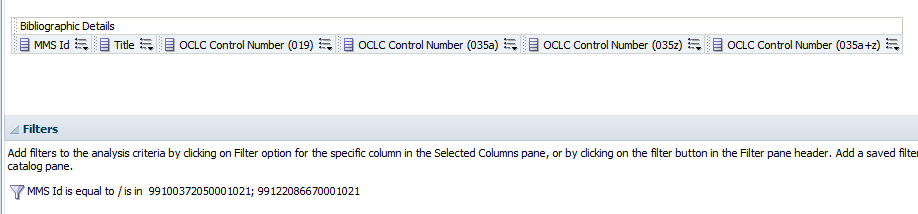 Bibliographic Details
MMS Id Title OCLC Control Number (019) OCLC Control Number (035a) OCLC Control Number (035z) OCLC Control Number (035a+z)
Filters
Add filters to the analysis criteria by clicking on Filter option for the specific column in the Selected Columns pane, or by clicking on the filter button in the Filter pane header. Add a saved filter
catalog pane.
MMS Id is equal to / is in 99100372050001021; 99122086670001021